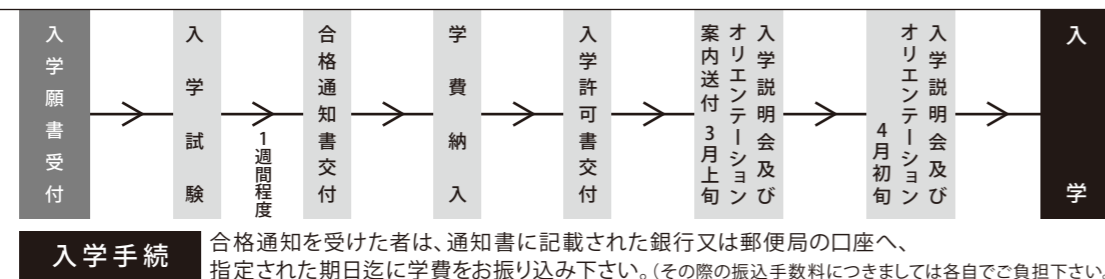 入学願書受付
入学試験
1週間程度
合格通知書交付
学費納入
入学許可書交付
入学説明会及び
オリエンテーション
案内送付 3月上旬
入学説明会及び
オリエンテーション
4月初旬
入学
入学手続
合格通知を受けた者は、通知書に記載された銀行又は郵便局の口座へ、
指定された期日迄に学費をお振り込み下さい。(その際の振込手数料につきましては各自でご負担下さい。